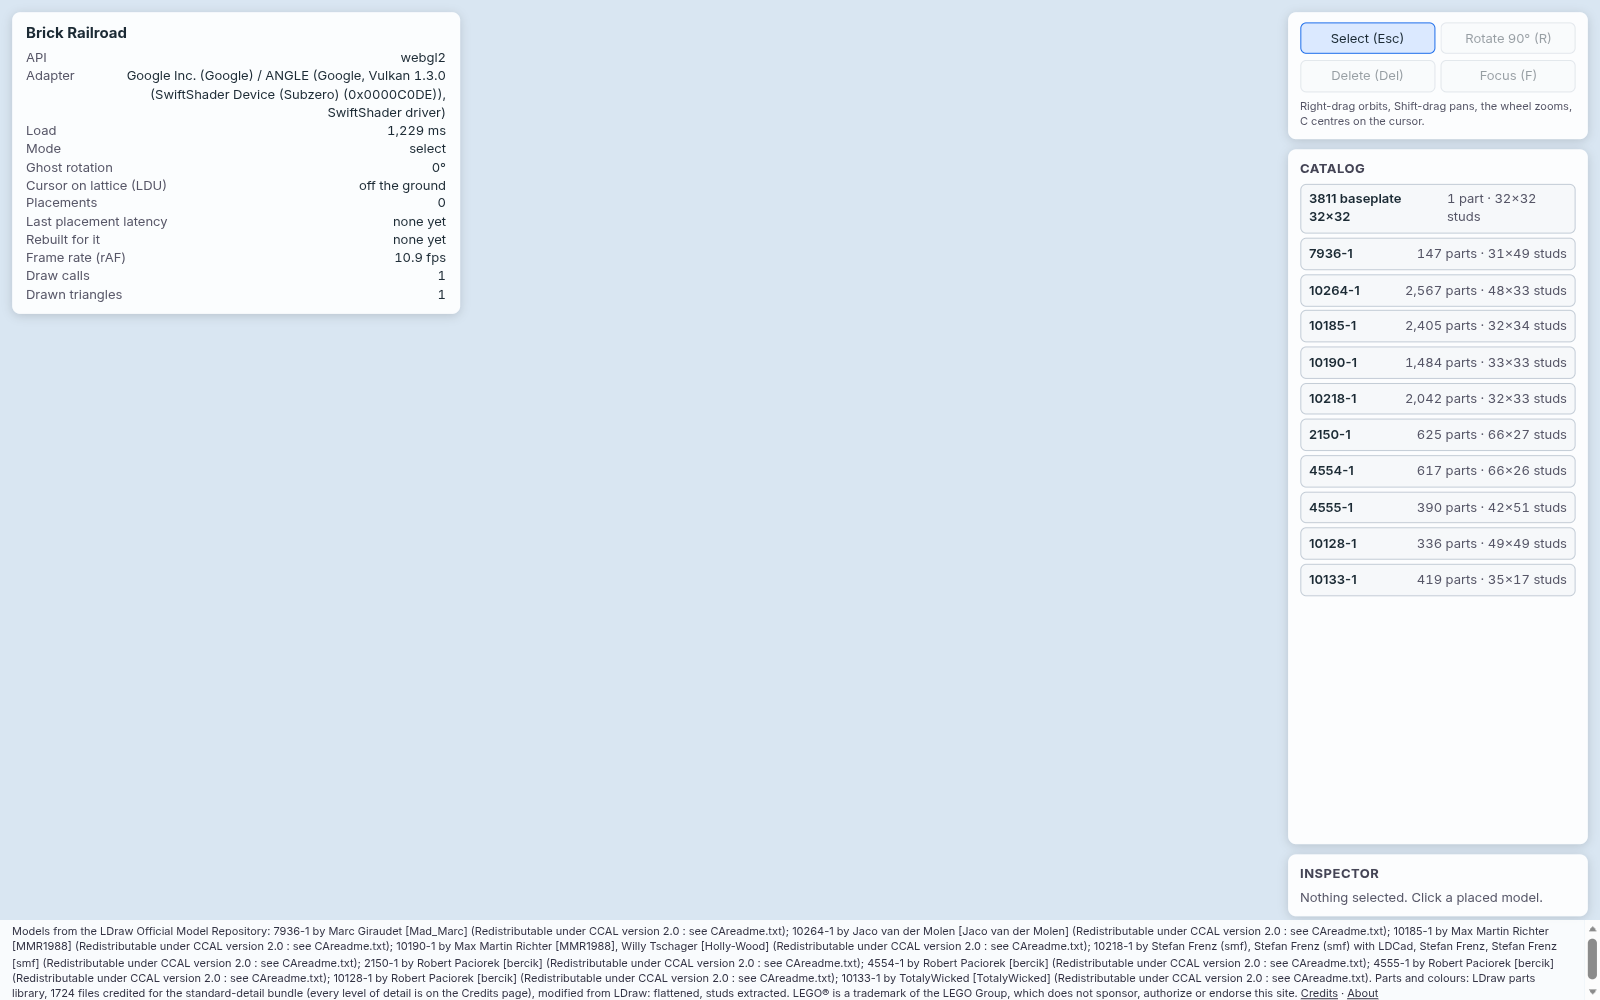 Brick Railroad
API webgl2
Adapter Google Inc. (Google) / ANGLE (Google, Vulkan 1.3.0
(SwiftShader Device (Subzero) (0x0000C0DE)),
SwiftShader driver)
Load 1,229 ms
Mode select
Ghost rotation 0°
Cursor on lattice (LDU) off the ground
Placements 0
Last placement latency none yet
Rebuilt for it none yet
Frame rate (rAF) 10.9 fps
Draw calls 1
Drawn triangles 1
Select (Esc) Rotate 90° (R)
Delete (Del) Focus (F)
Right-drag orbits, Shift-drag pans, the wheel zooms,
C centres on the cursor.
CATALOG
3811 baseplate 1 part · 32×32
32×32 studs
7936-1 147 parts · 31×49 studs
10264-1 2,567 parts · 48×33 studs
10185-1 2,405 parts · 32×34 studs
10190-1 1,484 parts · 33×33 studs
10218-1 2,042 parts · 32×33 studs
2150-1 625 parts · 66×27 studs
4554-1 617 parts · 66×26 studs
4555-1 390 parts · 42×51 studs
10128-1 336 parts · 49×49 studs
10133-1 419 parts · 35×17 studs
INSPECTOR
Nothing selected. Click a placed model.
Models from the LDraw Official Model Repository: 7936-1 by Marc Giraudet [Mad_Marc] (Redistributable under CCAL version 2.0 : see CAreadme.txt); 10264-1 by Jaco van der Molen [Jaco van der Molen] (Redistributable under CCAL version 2.0 : see CAreadme.txt); 10185-1 by Max Martin Richter
[MMR1988] (Redistributable under CCAL version 2.0 : see CAreadme.txt); 10190-1 by Max Martin Richter [MMR1988], Willy Tschager [Holly-Wood] (Redistributable under CCAL version 2.0 : see CAreadme.txt); 10218-1 by Stefan Frenz (smf), Stefan Frenz (smf) with LDCad, Stefan Frenz, Stefan Frenz
[smf] (Redistributable under CCAL version 2.0 : see CAreadme.txt); 2150-1 by Robert Paciorek [bercik] (Redistributable under CCAL version 2.0 : see CAreadme.txt); 4554-1 by Robert Paciorek [bercik] (Redistributable under CCAL version 2.0 : see CAreadme.txt); 4555-1 by Robert Paciorek [bercik]
(Redistributable under CCAL version 2.0 : see CAreadme.txt); 10128-1 by Robert Paciorek [bercik] (Redistributable under CCAL version 2.0 : see CAreadme.txt); 10133-1 by TotalyWicked [TotalyWicked] (Redistributable under CCAL version 2.0 : see CAreadme.txt). Parts and colours: LDraw parts
library, 1724 files credited for the standard-detail bundle (every level of detail is on the Credits page), modified from LDraw: flattened, studs extracted. LEGO® is a trademark of the LEGO Group, which does not sponsor, authorize or endorse this site. Credits · About